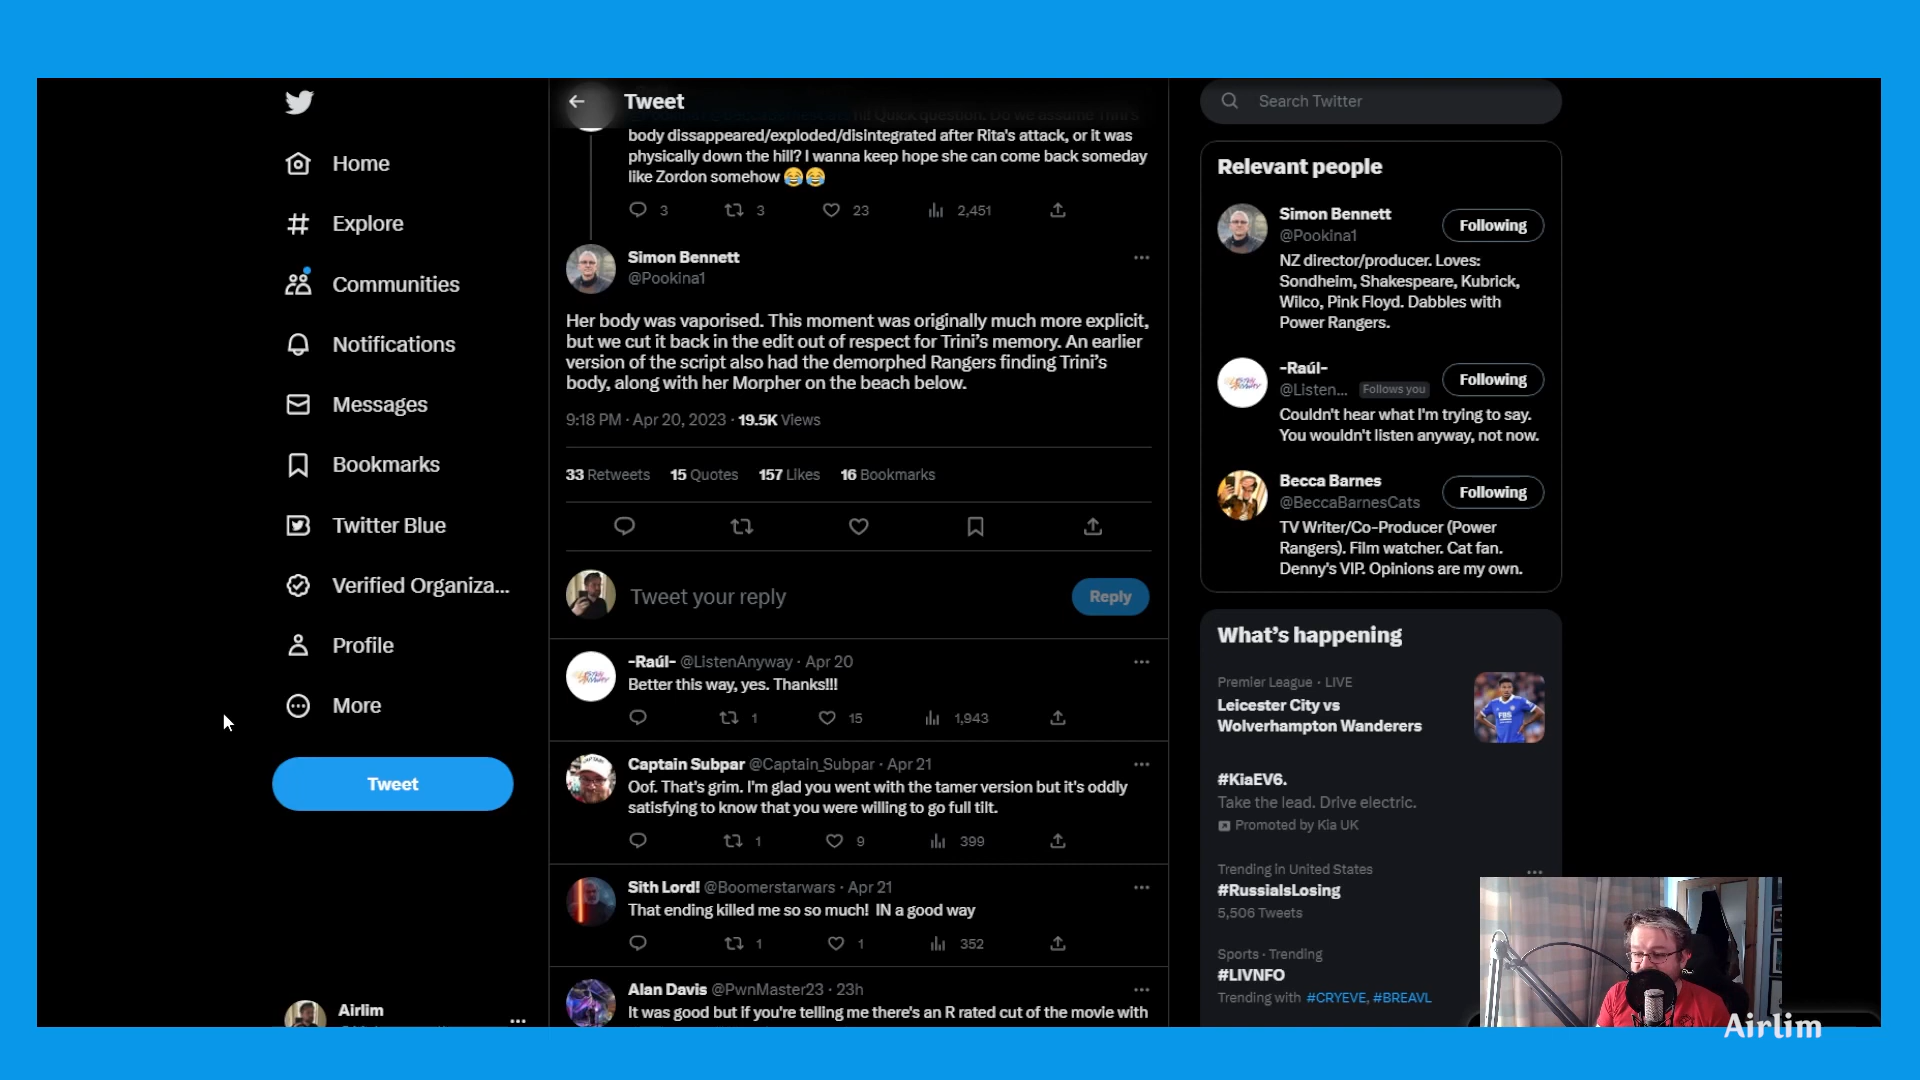 Tweet
Search Twitter
Home
Explore
Communities
Notifications
Messages
Bookmarks
Twitter Blue
Verified Organiza...
Profile
More
Tweet
Airlim
Quick question. Do we assume Trini's
body dissappeared/exploded/disintegrated after Rita's attack, or it was
physically down the hill? I wanna keep hope she can come back someday
like Zordon somehow 😂😂
3 3 23 2,451
Simon Bennett
@Pookina1
Her body was vaporised. This moment was originally much more explicit,
but we cut it back in the edit out of respect for Trini's memory. An earlier
version of the script also had the demorphed Rangers finding Trini's
body, along with her Morpher on the beach below.
9:18 PM · Apr 20, 2023 · 19.5K Views
33 Retweets 15 Quotes 157 Likes 16 Bookmarks
Tweet your reply
Reply
-Raúl- @ListenAnyway · Apr 20
Better this way, yes. Thanks!!!
1 15 1,943
Captain Subpar @Captain_Subpar · Apr 21
Oof. That's grim. I'm glad you went with the tamer version but it's oddly
satisfying to know that you were willing to go full tilt.
1 9 399
Sith Lord! @Boomerstarwars · Apr 21
That ending killed me so so much! IN a good way
1 1 352
Alan Davis @PwnMaster23 · 23h
It was good but if you're telling me there's an R rated cut of the movie with
Relevant people
Simon Bennett
@Pookina1
Following
NZ director/producer. Loves:
Sondheim, Shakespeare, Kubrick,
Wilco, Pink Floyd. Dabbles with
Power Rangers.
-Raúl-
@Listen... Follows you
Following
Couldn't hear what I'm trying to say.
You wouldn't listen anyway, not now.
Becca Barnes
@BeccaBarnesCats
Following
TV Writer/Co-Producer (Power
Rangers). Film watcher. Cat fan.
Denny's VIP. Opinions are my own.
What's happening
Premier League · LIVE
Leicester City vs
Wolverhampton Wanderers
#KiaEV6.
Take the lead. Drive electric.
Promoted by Kia UK
Trending in United States
#RussiaIsLosing
5,506 Tweets
Sports · Trending
#LIVNFO
Trending with #CRYEVE, #BREAVL
Airlim